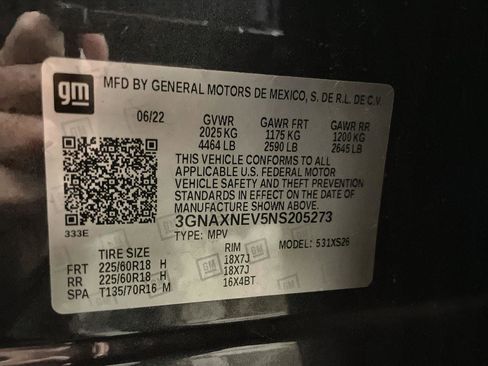 gm
MFD BY GENERAL MOTORS DE MEXICO, S. DE R.L. DE C.V.
06/22 GVWR GAWR FRT GAWR RR
2025 KG 1175 KG 1200 KG
4464 LB 2590 LB 2645 LB
THIS VEHICLE CONFORMS TO ALL
APPLICABLE U.S. FEDERAL MOTOR
VEHICLE SAFETY AND THEFT PREVENTION
STANDARDS IN EFFECT ON THE DATE OF
MANUFACTURE SHOWN ABOVE.
3GNAXNEV5NS205273
333E
TYPE: MPV MODEL: 531XS26
TIRE SIZE RIM
FRT 225/60R18 H 18X7J
RR 225/60R18 H 18X7J
SPA T135/70R16 M 16X4BT